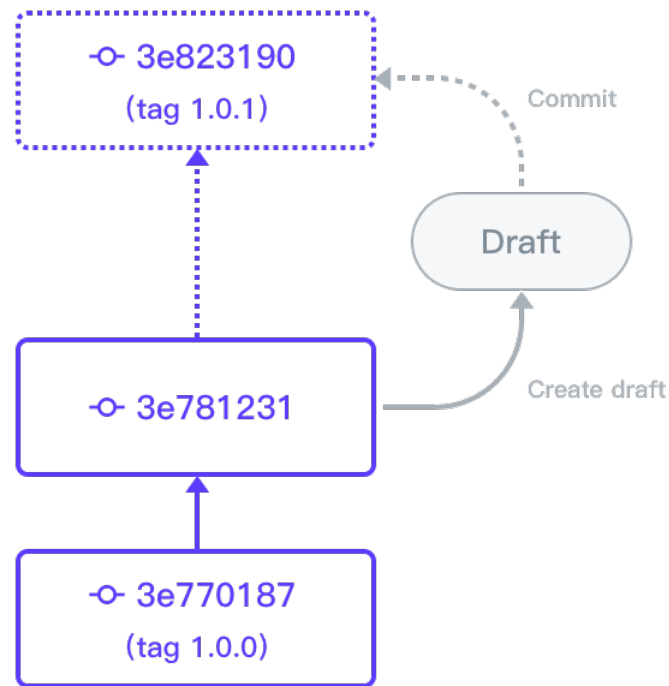 3e823190
(tag 1.0.1)
Commit
Draft
3e781231
Create draft
3e770187
(tag 1.0.0)